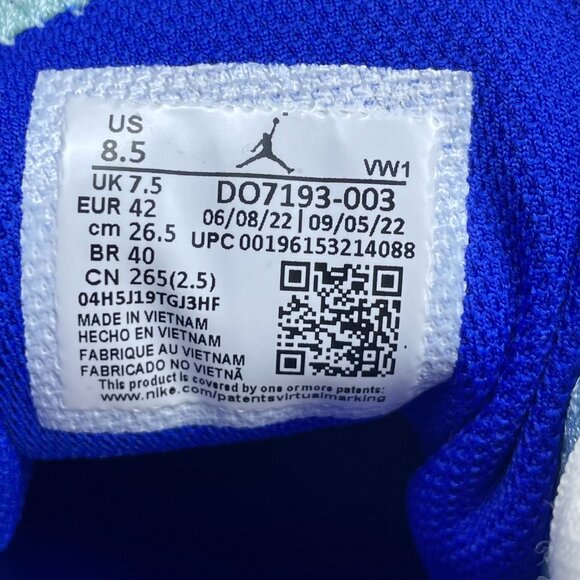 US
8.5
VW1
UK 7.5 DO7193-003
EUR 42 06/08/22 | 09/05/22
cm 26.5 UPC 00196153214088
BR 40
CN 265(2.5)
04H5J19TGJ3HF
MADE IN VIETNAM
HECHO EN VIETNAM
FABRIQUE AU VIETNAM
FABRICADO NO VIETNÃ
This product is covered by one or more patents:
www.nike.com/patentsvirtualmarking